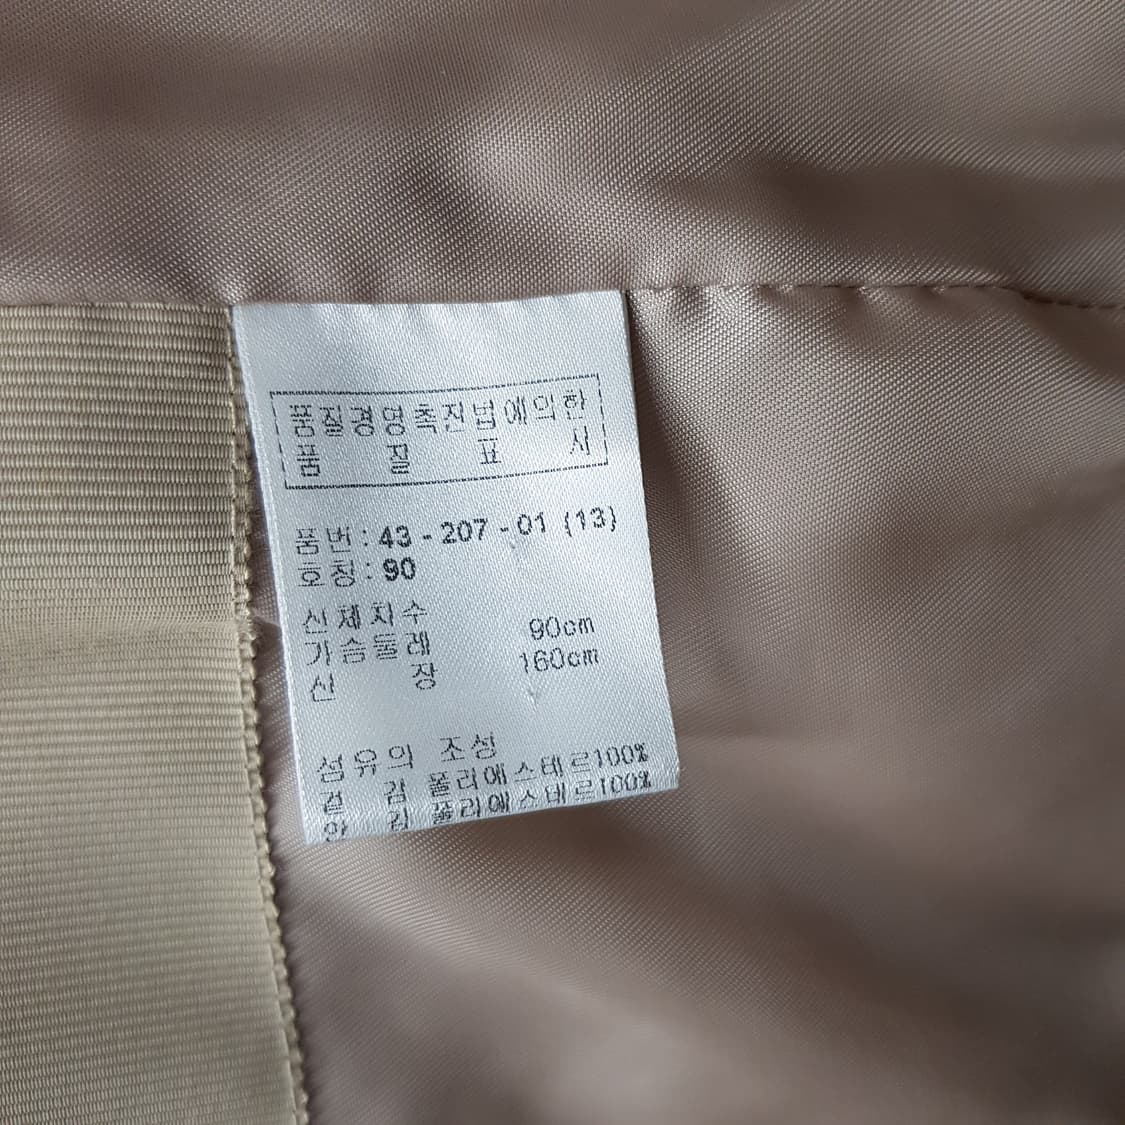 품질경영촉진법에의한
품 질 표 시
품번 : 43 - 207 - 01 (13)
호칭 : 90
신체치수
가슴둘레 90cm
신 장 160cm
섬유의 조성
겉 감 폴리에스테르100%
안 감 폴리에스테르100%